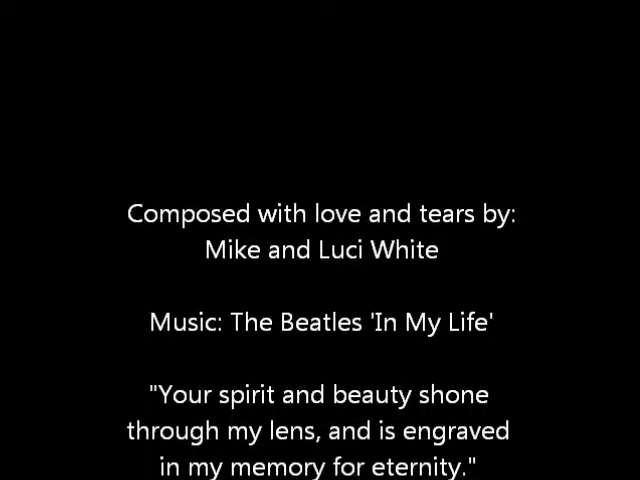 Composed with love and tears by:
Mike and Luci White
Music: The Beatles 'In My Life'
"Your spirit and beauty shone
through my lens, and is engraved
in my memory for eternity."